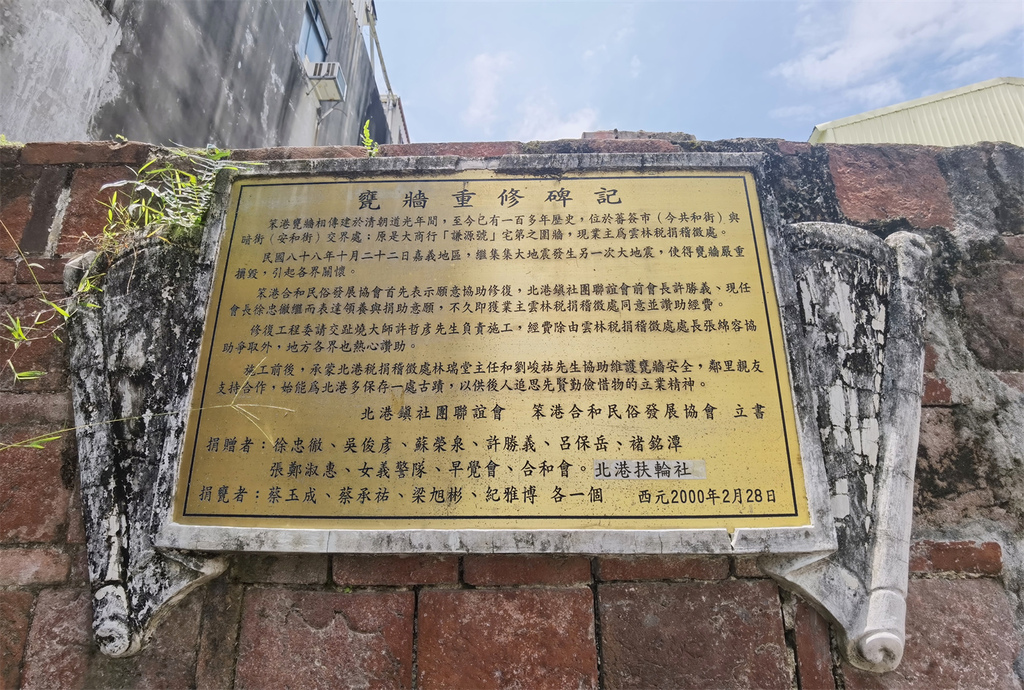 甕牆重修碑記
笨港甕牆相傳建於清朝道光年間，至今已有一百多年歷史，位於蕃簽市（今共和街）與
暗街（安和街）交界處；原是大商行「謙源號」宅第之圍牆，現業主為雲林稅捐稽徵處。
民國八十八年十月二十二日嘉義地區，繼集集大地震發生另一次大地震，使得甕牆嚴重
損毀，引起各界關懷。
笨港合和民俗發展協會首先表示願意協助修復，北港鎮社團聯誼會前會長許勝義、現任
會長徐忠徹繼而表達領養與捐助意願，不久即獲業主雲林稅捐稽徵處同意並讚助經費。
修復工程奉請交趾燒大師許哲彥先生負責施工，經費除由雲林稅捐稽徵處處長張綿容協
助爭取外，地方各界也熱心讚助。
施工前後，承蒙北港稅捐稽徵處林瑞堂主任和劉峻祐先生協助維護甕牆安全，鄰里親友
支持合作，始能為北港多保存一處古蹟，以供後人追思先賢勤儉惜物的立業精神。
北港鎮社團聯誼會　笨港合和民俗發展協會　立書
捐贈者：徐忠徹、吳俊彥、蘇榮泉、許勝義、呂保岳、褚銘潭
張鄭淑惠、女義警隊、早覺會、合和會。北港扶輪社
捐甕者：蔡玉成、蔡承祐、梁旭彬、紀雅博 各一個　西元2000年2月28日